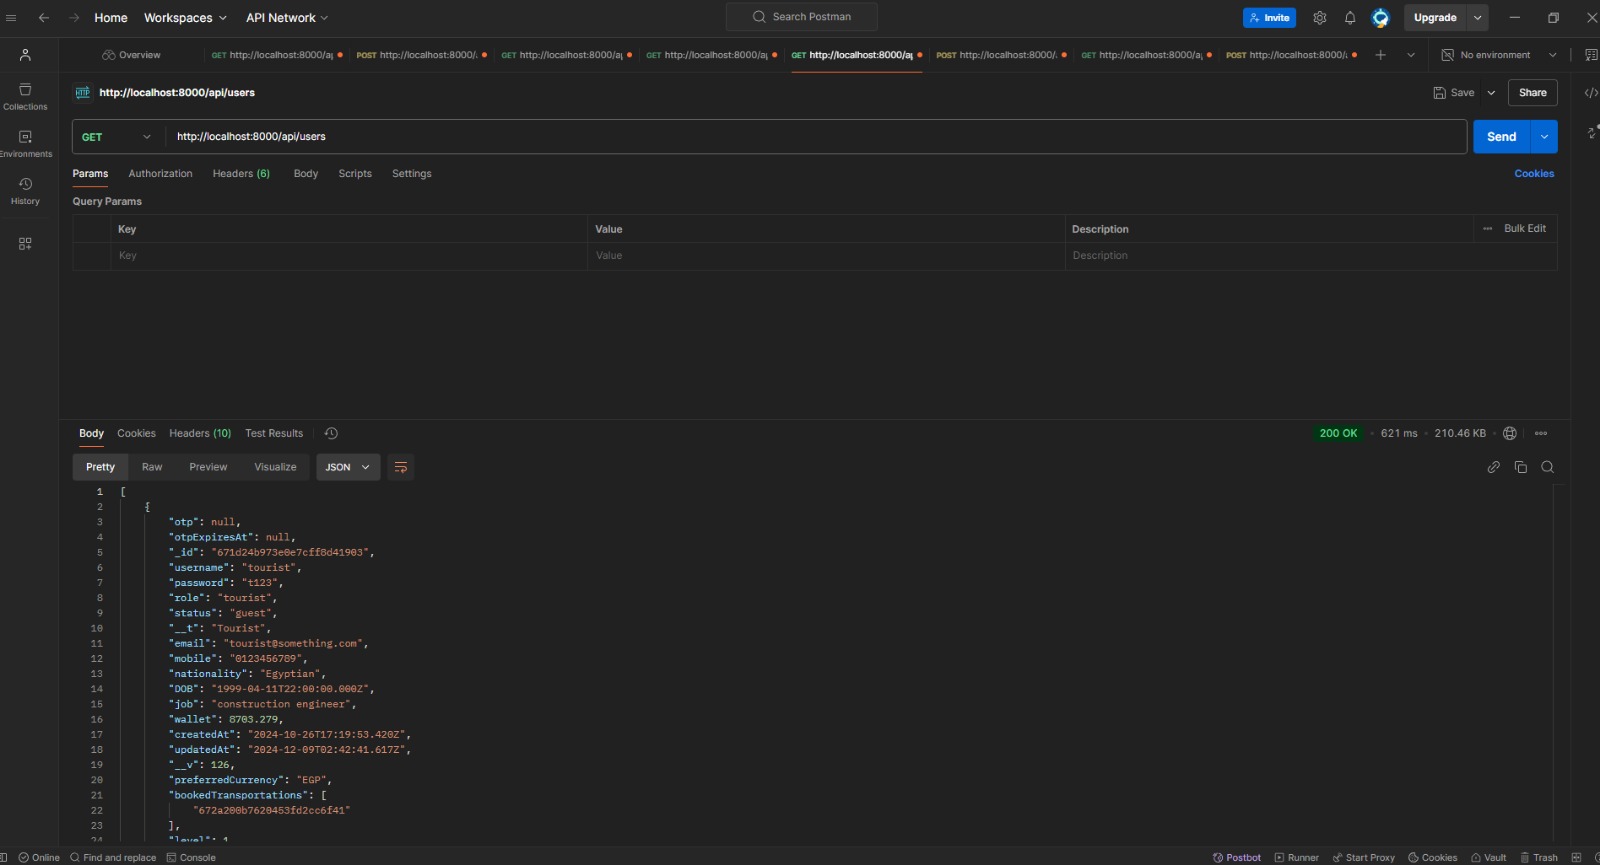 Home Workspaces API Network Search Postman Invite Upgrade
Overview GET http://localhost:8000/ap POST http://localhost:8000/ GET http://localhost:8000/ap GET http://localhost:8000/ap GET http://localhost:8000/ap POST http://localhost:8000/ GET http://localhost:8000/ap POST http://localhost:8000/ No environment
Collections
Environments
History
HTTP http://localhost:8000/api/users Save Share
GET http://localhost:8000/api/users Send
Params Authorization Headers (6) Body Scripts Settings Cookies
Query Params
Key Value Description Bulk Edit
Key Value Description
Body Cookies Headers (10) Test Results 200 OK 621 ms 210.46 KB
Pretty Raw Preview Visualize JSON
1 [
2 {
3 "otp": null,
4 "otpExpiresAt": null,
5 "_id": "671d24b973e0e7cff8d41903",
6 "username": "tourist",
7 "password": "t123",
8 "role": "tourist",
9 "status": "guest",
10 "__t": "Tourist",
11 "email": "tourist@something.com",
12 "mobile": "0123456789",
13 "nationality": "Egyptian",
14 "DOB": "1999-04-11T22:00:00.000Z",
15 "job": "construction engineer",
16 "wallet": 8703.279,
17 "createdAt": "2024-10-26T17:19:53.420Z",
18 "updatedAt": "2024-12-09T02:42:41.617Z",
19 "__v": 126,
20 "preferredCurrency": "EGP",
21 "bookedTransportations": [
22 "672a200b7620453fd2cc6f41"
23 ],
24 "level": 1
Online Find and replace Console Postbot Runner Start Proxy Cookies Vault Trash